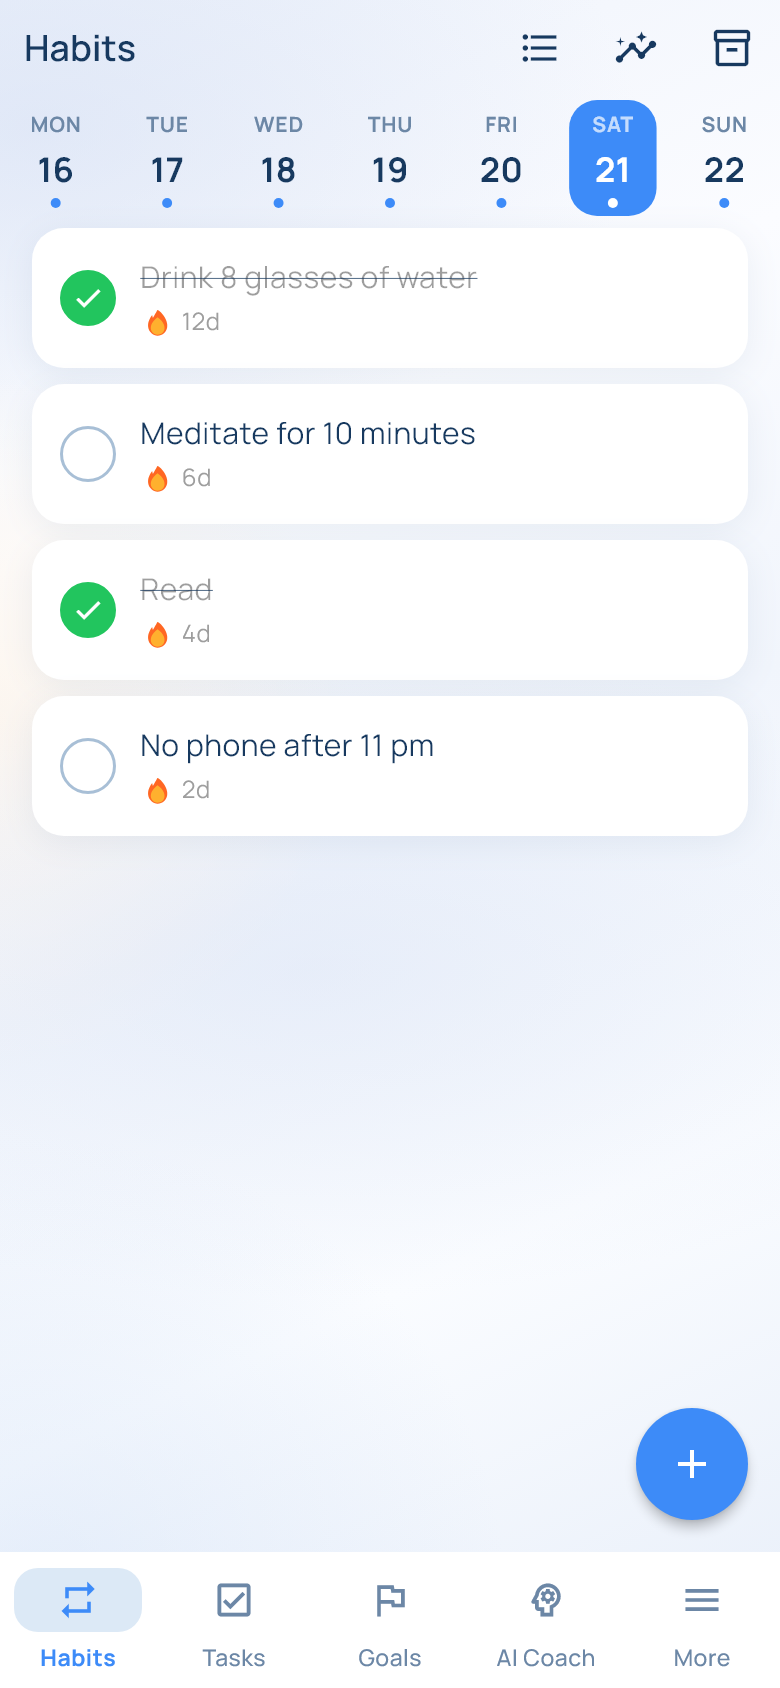 Habits
MON TUE WED THU FRI SAT SUN
16 17 18 19 20 21 22
Drink 8 glasses of water
12d
Meditate for 10 minutes
6d
Read
4d
No phone after 11 pm
2d
Habits Tasks Goals AI Coach More